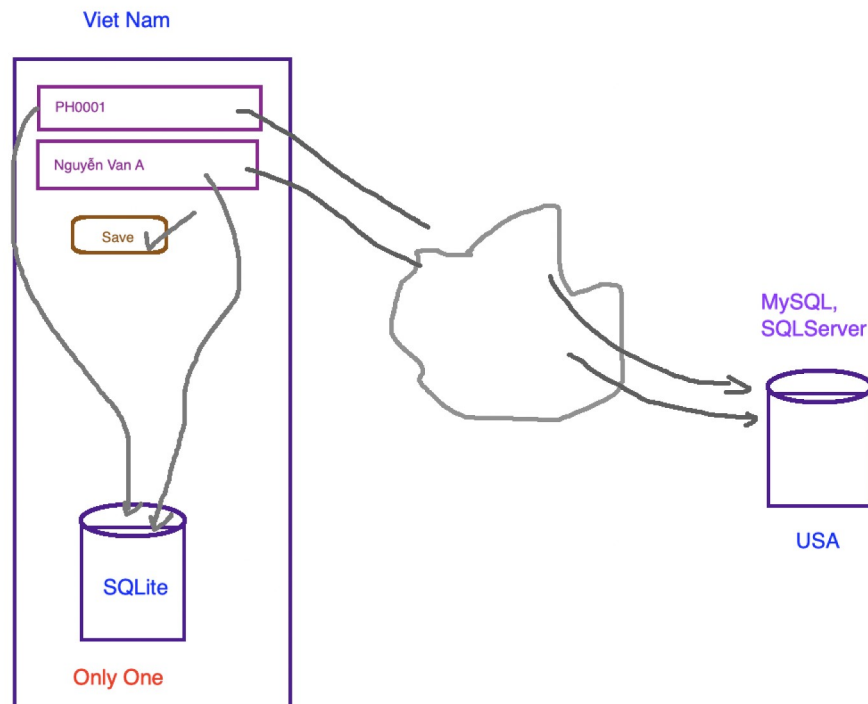 Viet Nam
PH0001
Nguyễn Van A
Save
MySQL,
SQLServer
SQLite
USA
Only One